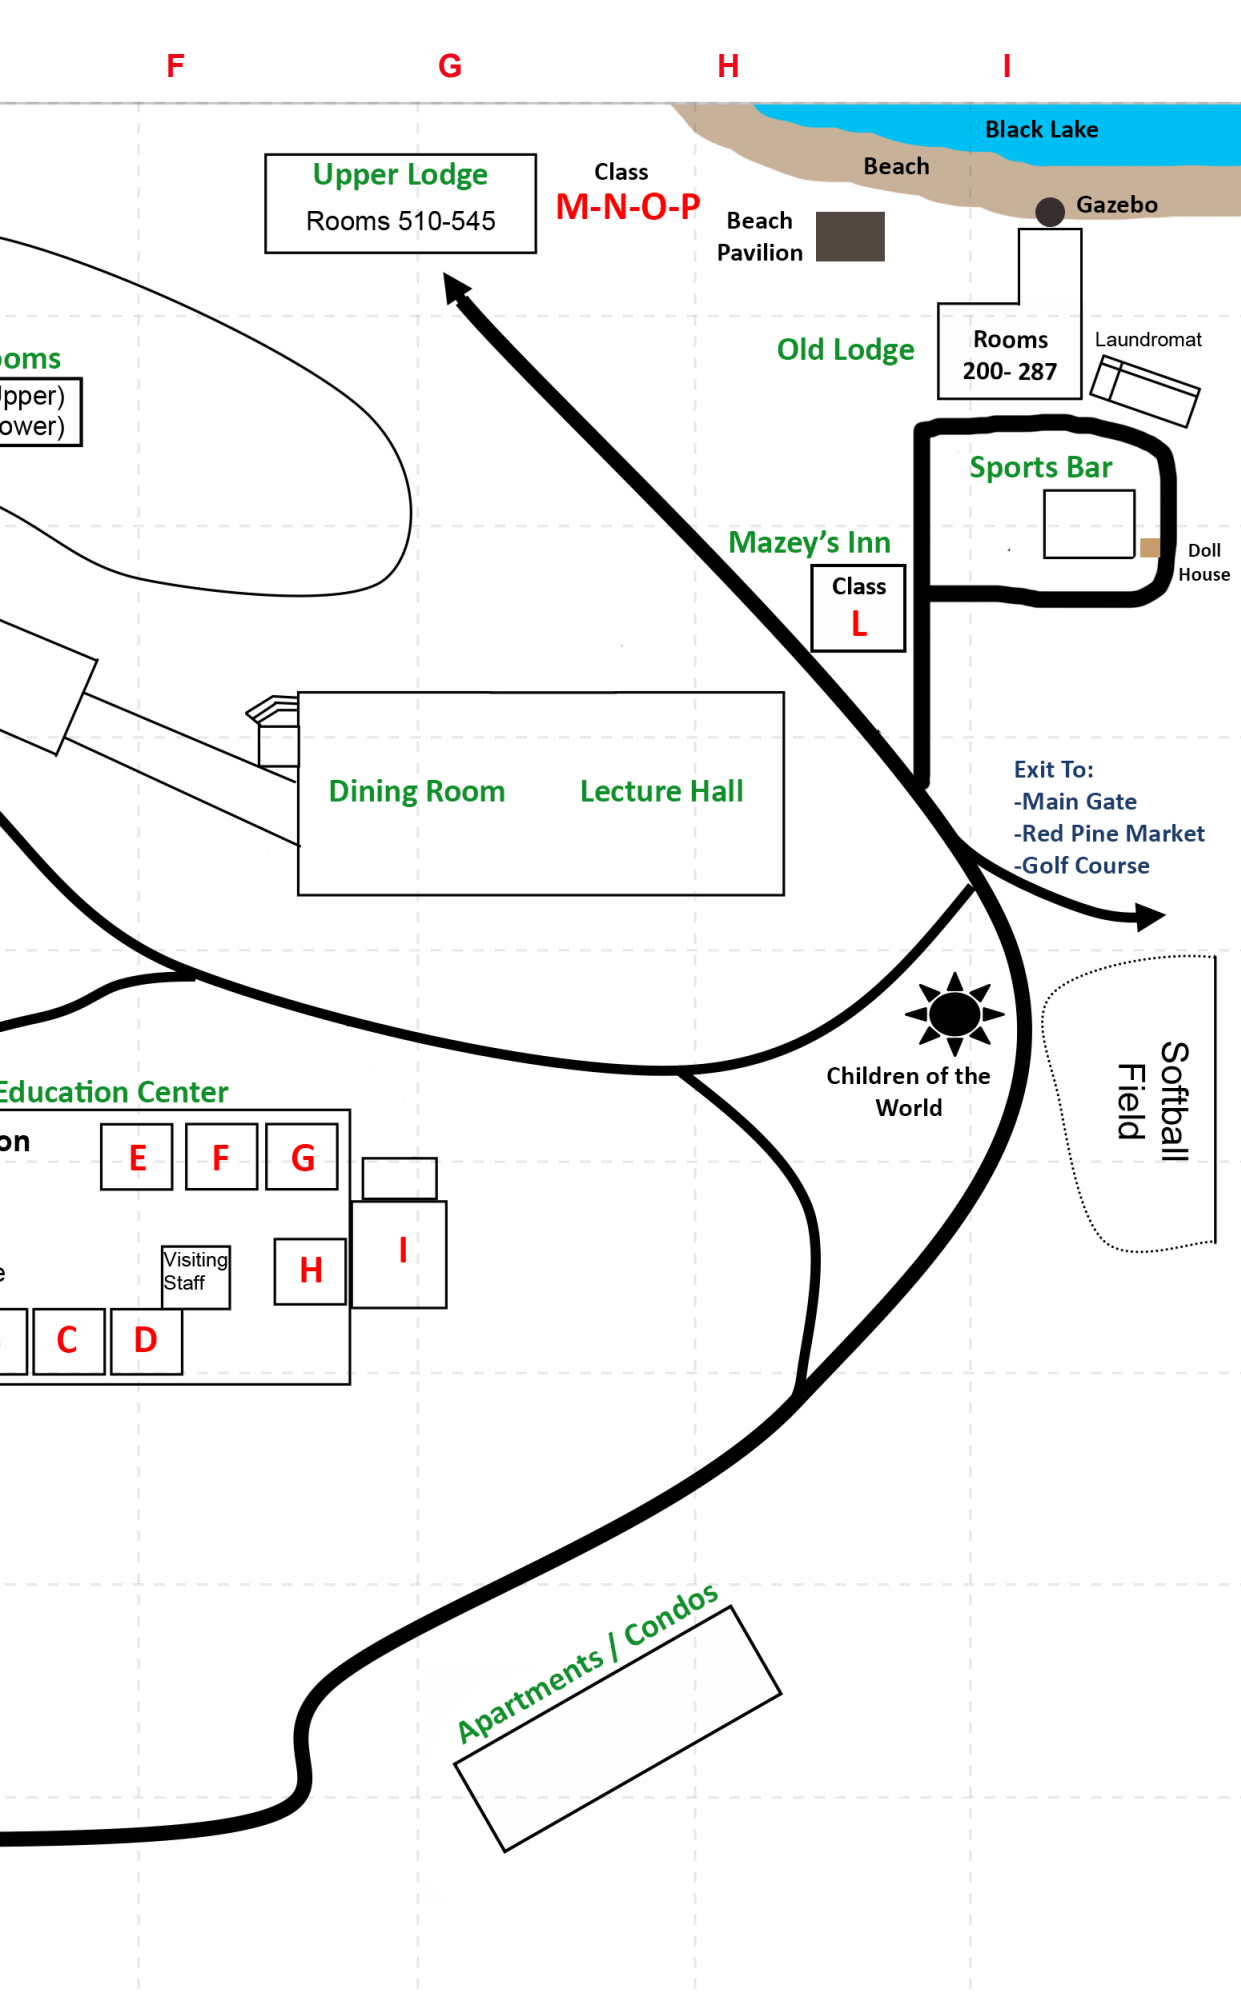 F G H I
Black Lake
Beach
Gazebo
Upper Lodge
Rooms 510-545
Class
M-N-O-P
Beach
Pavilion
Old Lodge
Rooms
200- 287
Laundromat
ooms
pper)
ower)
Sports Bar
Doll
House
Mazey's Inn
Class
L
Dining Room
Lecture Hall
Exit To:
-Main Gate
-Red Pine Market
-Golf Course
Children of the
World
Softball
Field
Education Center
on
E F G
Visiting
Staff
H
I
e
C D
Apartments / Condos